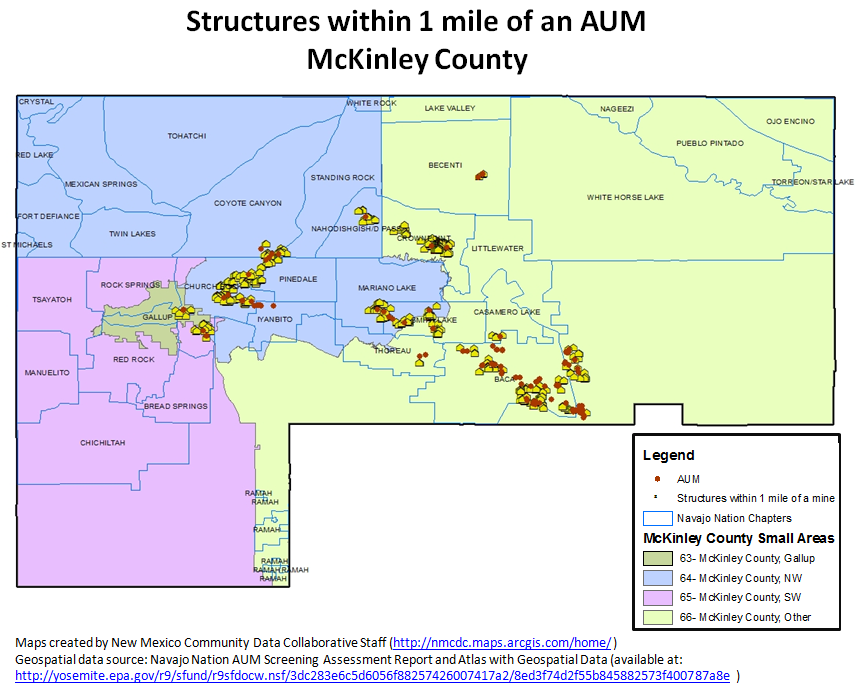 Structures within 1 mile of an AUM
McKinley County
CRYSTAL
WHITE ROCK
LAKE VALLEY
NAGEEZI
OJO ENCINO
TOHATCHI
PUEBLO PINTADO
RED LAKE
BECENTI
STANDING ROCK
MEXICAN SPRINGS
TORREON/STAR LAKE
WHITE HORSE LAKE
COYOTE CANYON
FORT DEFIANCE
TWIN LAKES
NAHODISHGISH/D PASS
ST MICHAELS
LITTLEWATER
ROCK SPRINGS
PINEDALE
MARIANO LAKE
TSAYATOH
GALLUP
IYANBITO
CASAMERO LAKE
THOREAU
RED ROCK
MANUELITO
BACA
BREAD SPRINGS
CHICHILTAH
RAMAH
RAMAH
RAMAH
RAMAH
RAMAH RAMAH
RAMAH
Legend
AUM
Structures within 1 mile of a mine
Navajo Nation Chapters
McKinley County Small Areas
63- McKinley County, Gallup
64- McKinley County, NW
65- McKinley County, SW
66- McKinley County, Other
Maps created by New Mexico Community Data Collaborative Staff (http://nmcdc.maps.arcgis.com/home/ )
Geospatial data source: Navajo Nation AUM Screening Assessment Report and Atlas with Geospatial Data (available at:
http://yosemite.epa.gov/r9/sfund/r9sfdocw.nsf/3dc283e6c5d6056f88257426007417a2/8ed3f74d2f55b845882573f400787a8e )